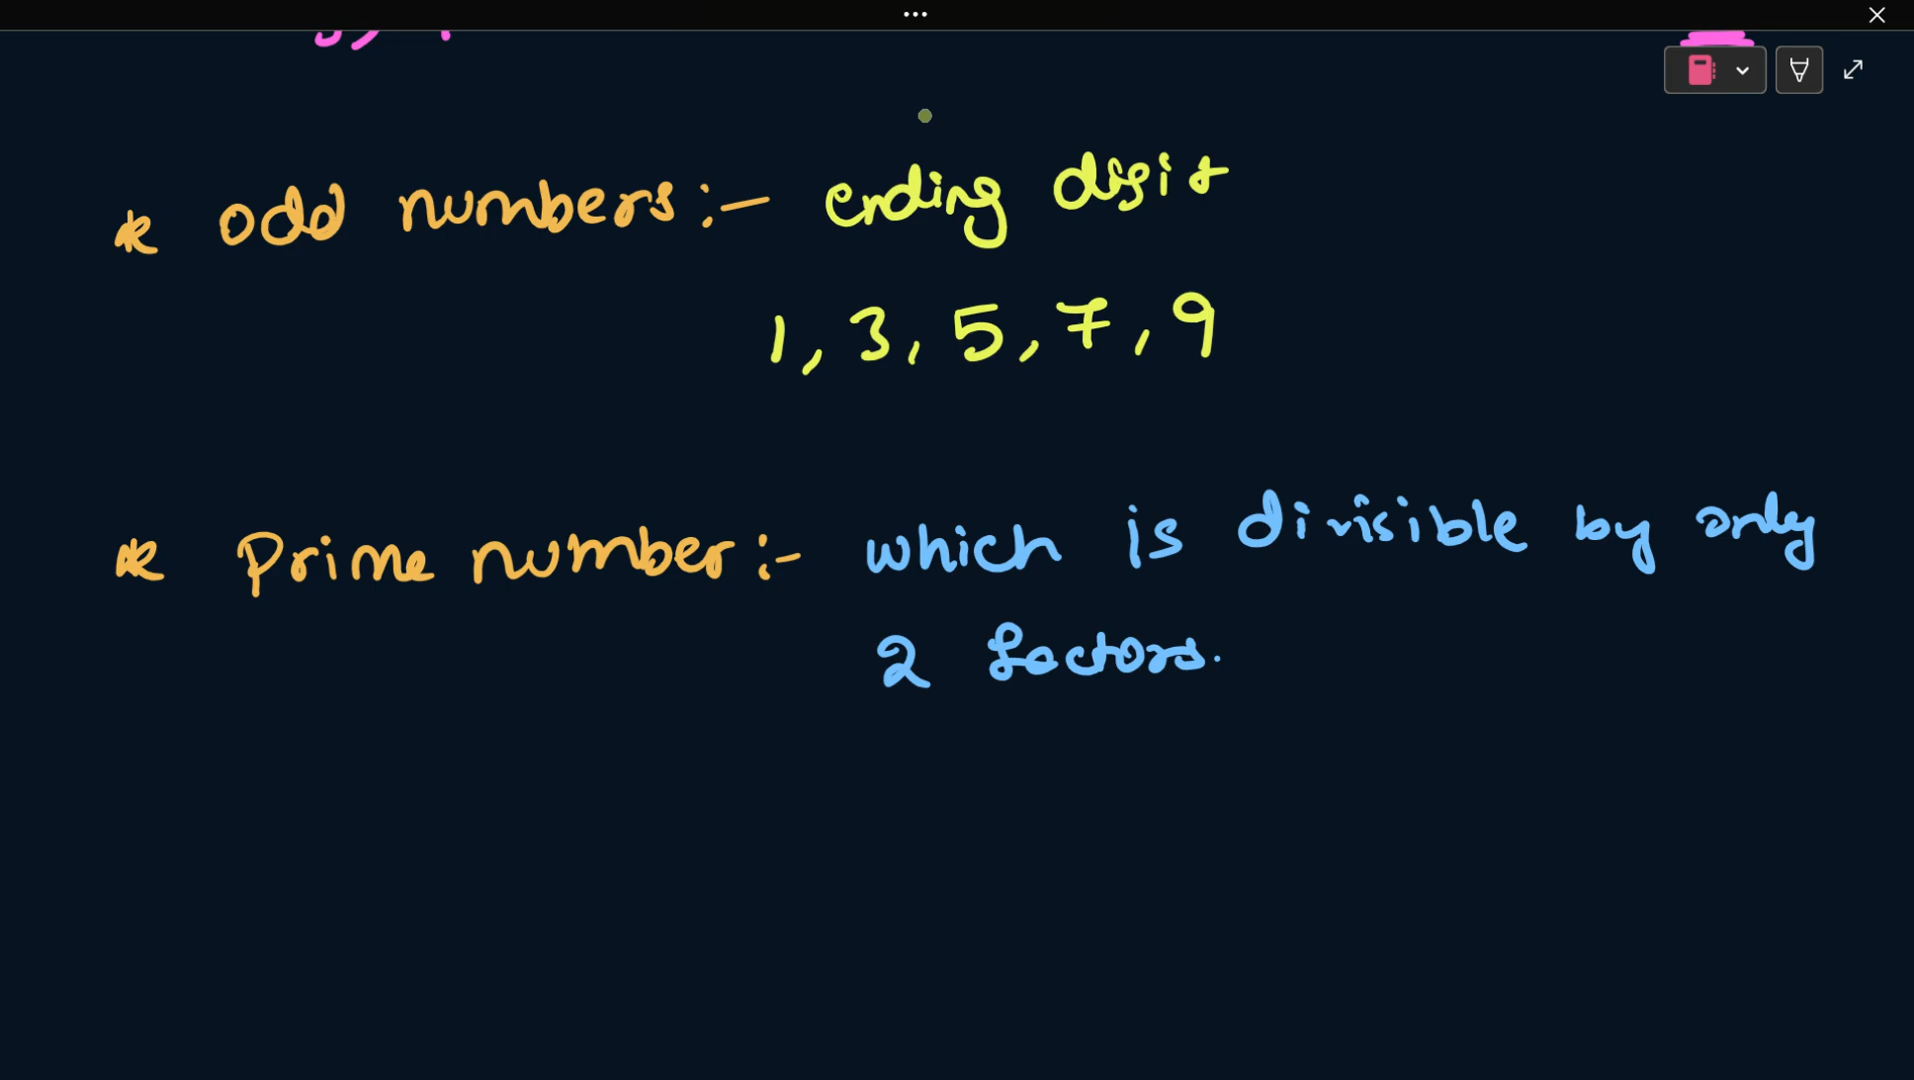 * odd numbers:- ending digit
1, 3, 5, 7, 9
* Prime number:- which is divisible by only
2 factors.